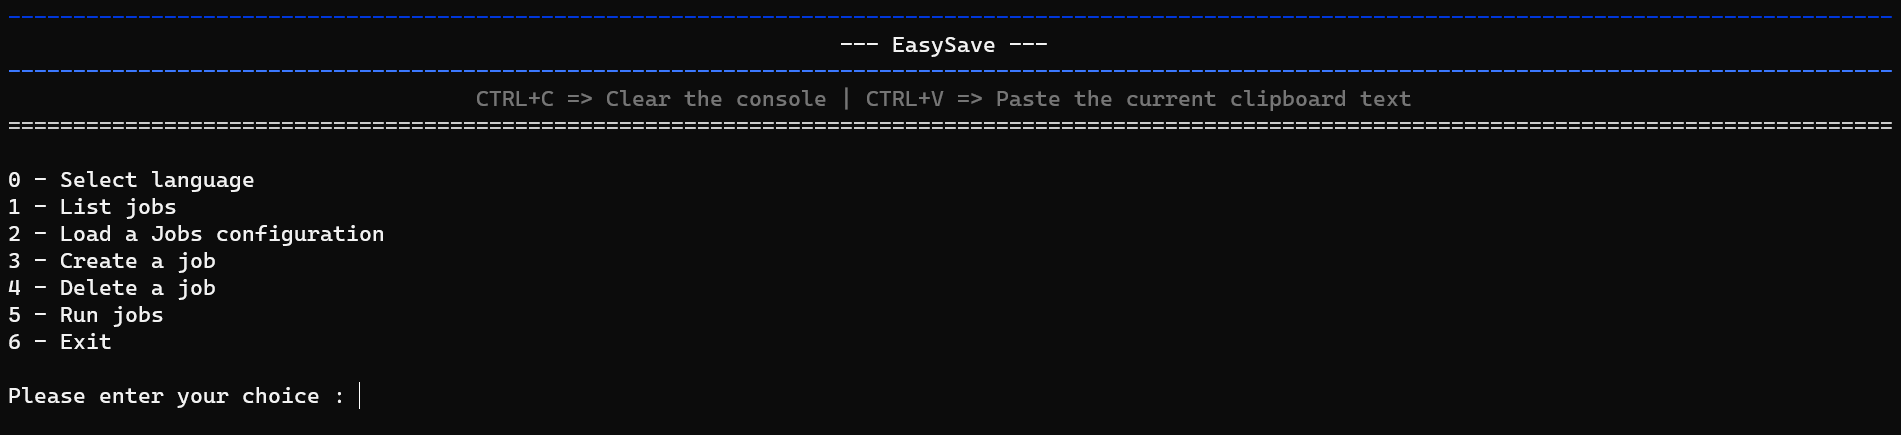 --- EasySave ---
CTRL+C => Clear the console | CTRL+V => Paste the current clipboard text
0 - Select language
1 - List jobs
2 - Load a Jobs configuration
3 - Create a job
4 - Delete a job
5 - Run jobs
6 - Exit
Please enter your choice :